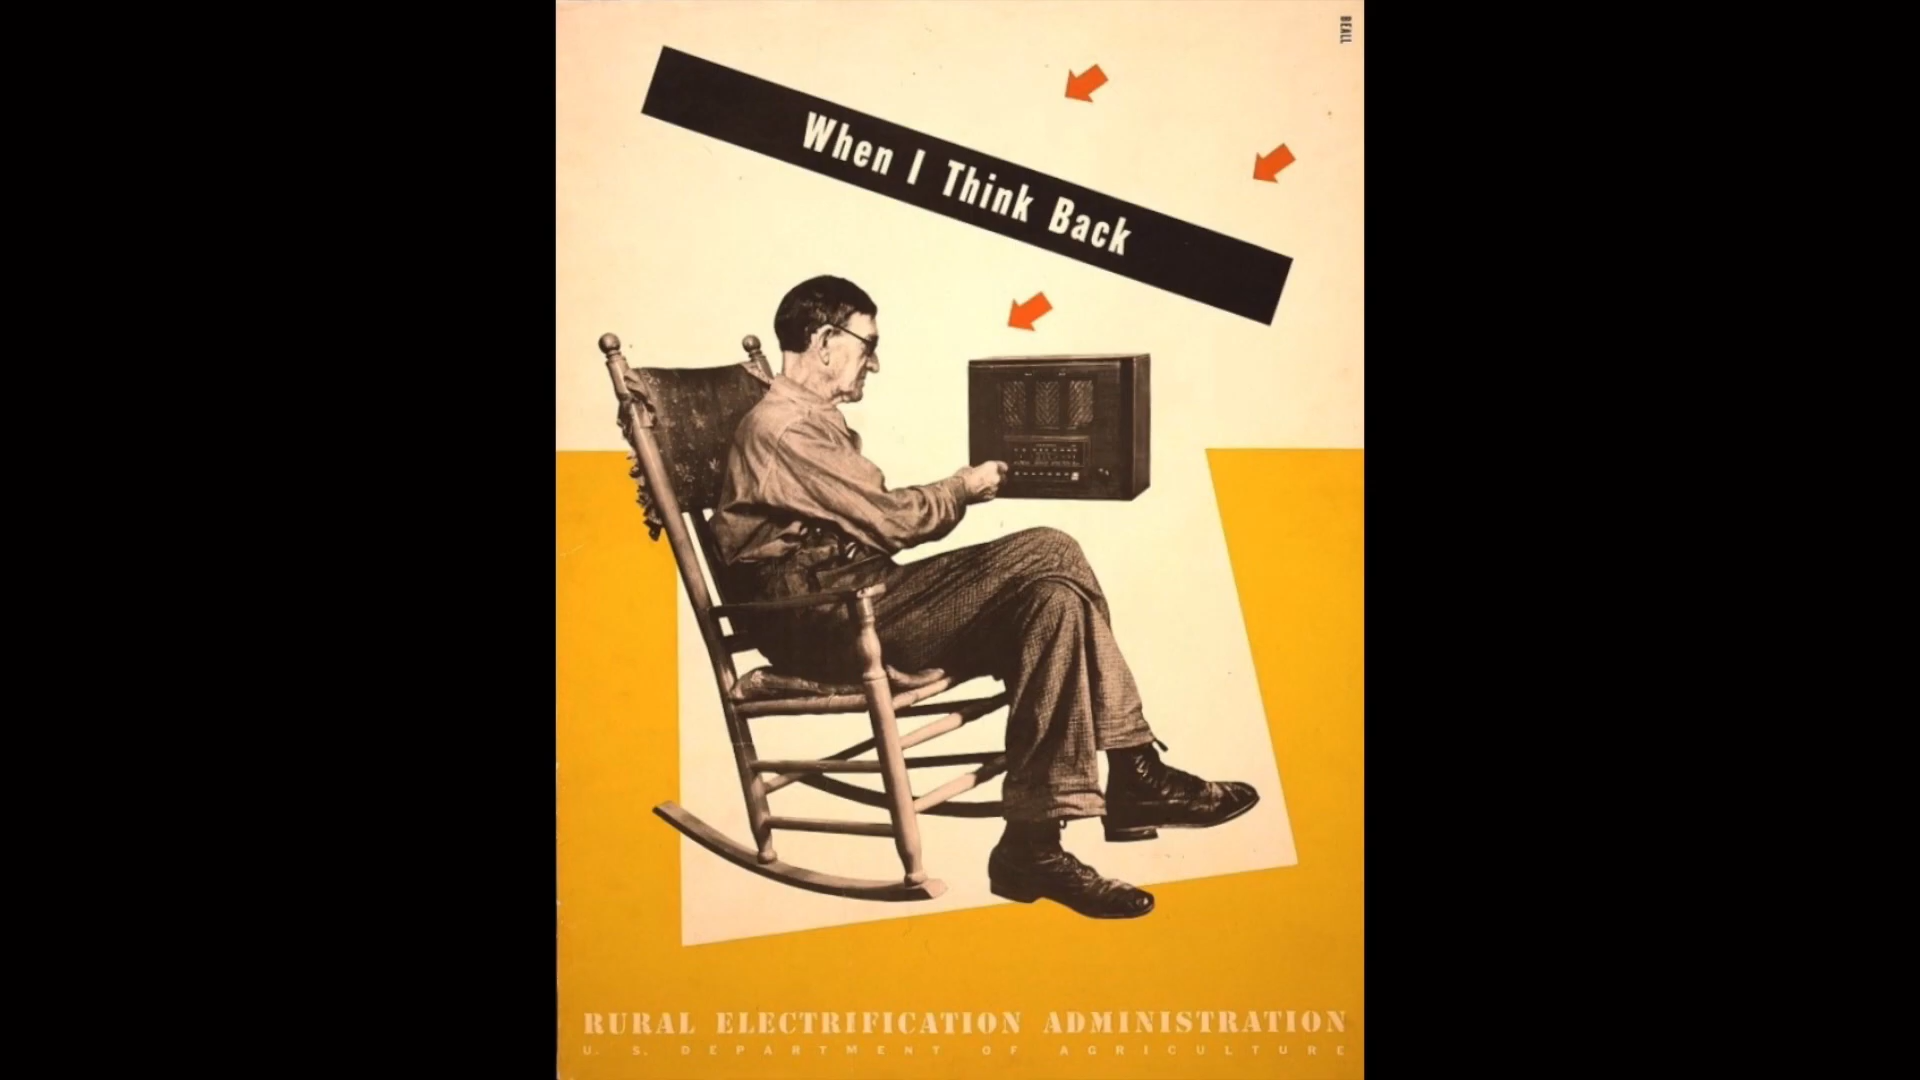 BEALL
When I Think Back
RURAL ELECTRIFICATION ADMINISTRATION
U. S. DEPARTMENT OF AGRICULTURE